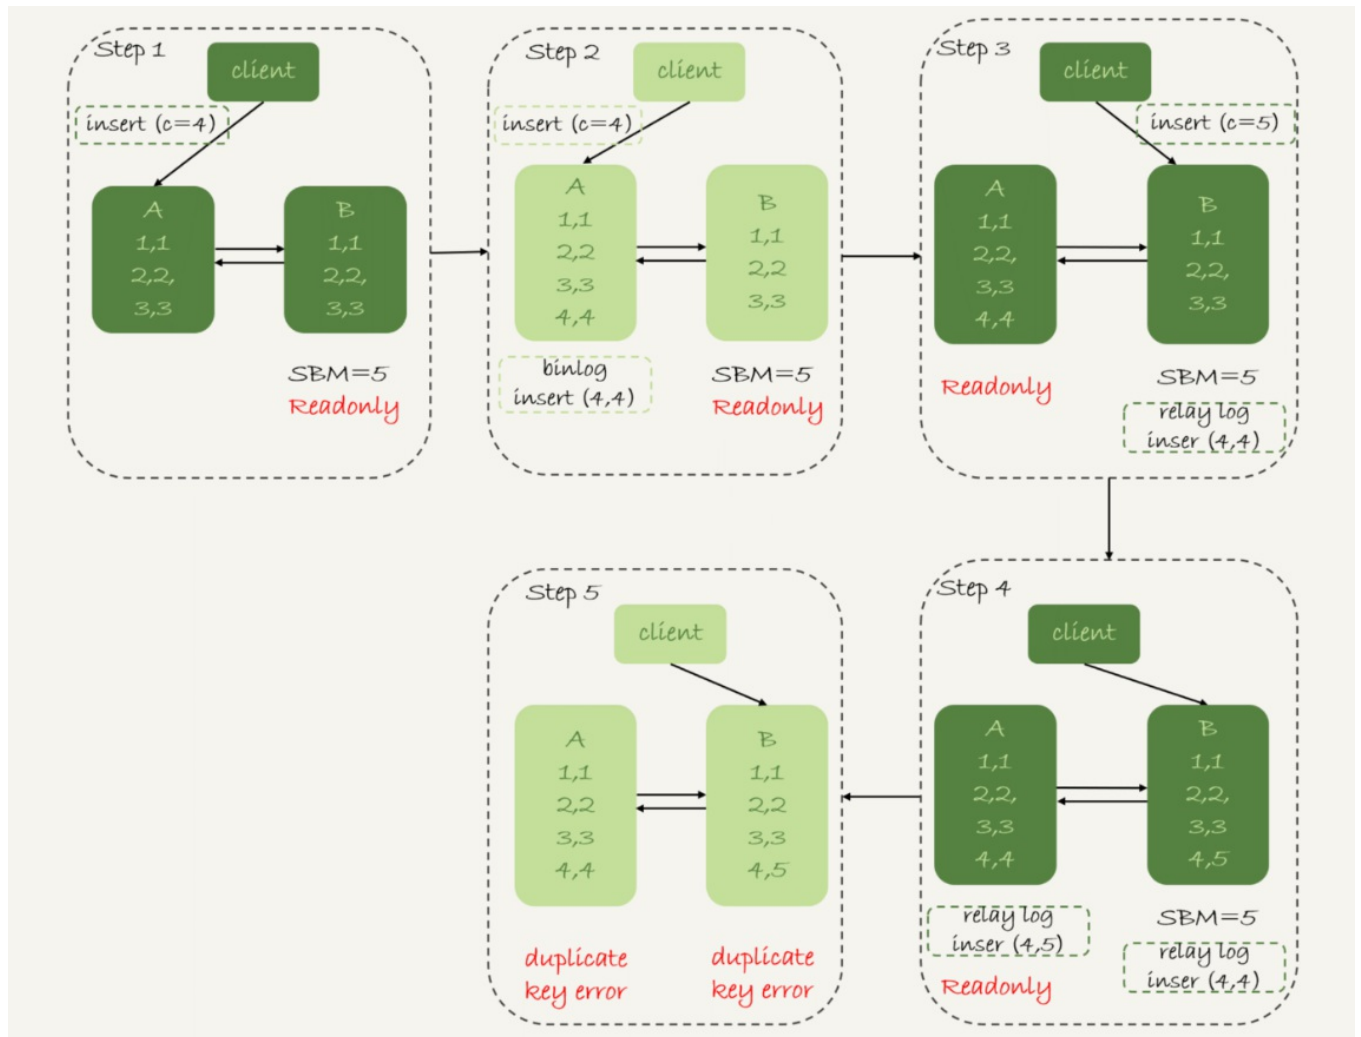 Step 1
client
insert (c=4)
A
1,1
2,2,
3,3
B
1,1
2,2,
3,3
SBM=5
Readonly
Step 2
client
insert (c=4)
A
1,1
2,2
3,3
4,4
B
1,1
2,2
3,3
binlog
insert (4,4)
SBM=5
Readonly
Step 3
client
insert (c=5)
A
1,1
2,2,
3,3
4,4
B
1,1
2,2,
3,3
Readonly
SBM=5
relay log
inser (4,4)
Step 4
client
A
1,1
2,2,
3,3
4,4
B
1,1
2,2,
3,3
4,5
relay log
inser (4,5)
Readonly
SBM=5
relay log
inser (4,4)
Step 5
client
A
1,1
2,2
3,3
4,4
B
1,1
2,2
3,3
4,5
duplicate
key error
duplicate
key error